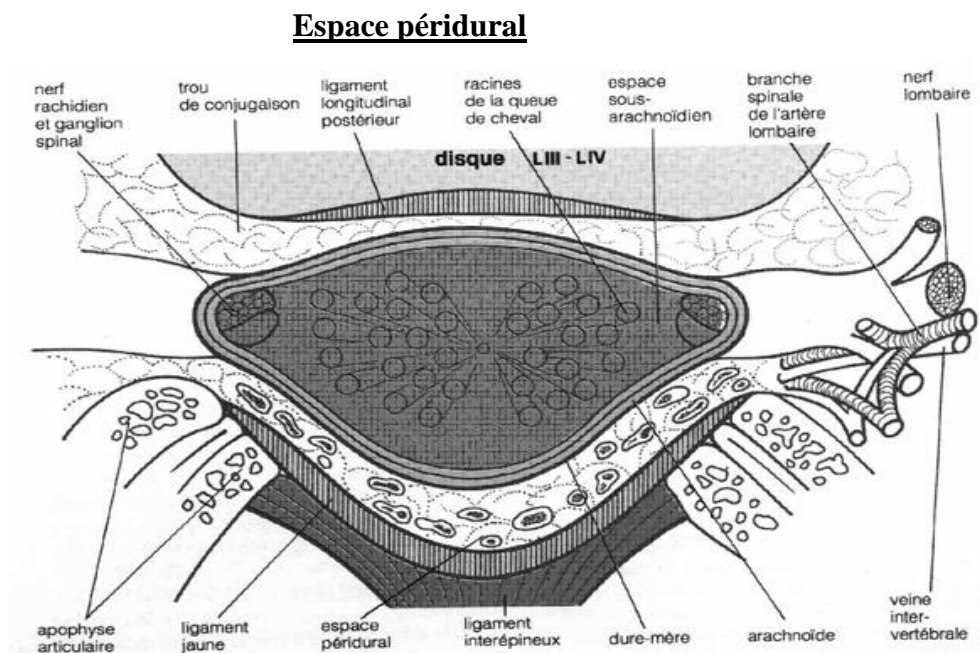 Espace péridural
nerf
rachidien
et ganglion
spinal
trou
de conjugaison
ligament
longitudinal
postérieur
racines
de la queue
de cheval
espace
sous-
arachnoïdien
branche
spinale
de l'artère
lombaire
nerf
lombaire
disque LIII - LIV
apophyse
articulaire
ligament
jaune
espace
péridural
ligament
interépineux
dure-mère
arachnoïde
veine
inter-
vertébrale